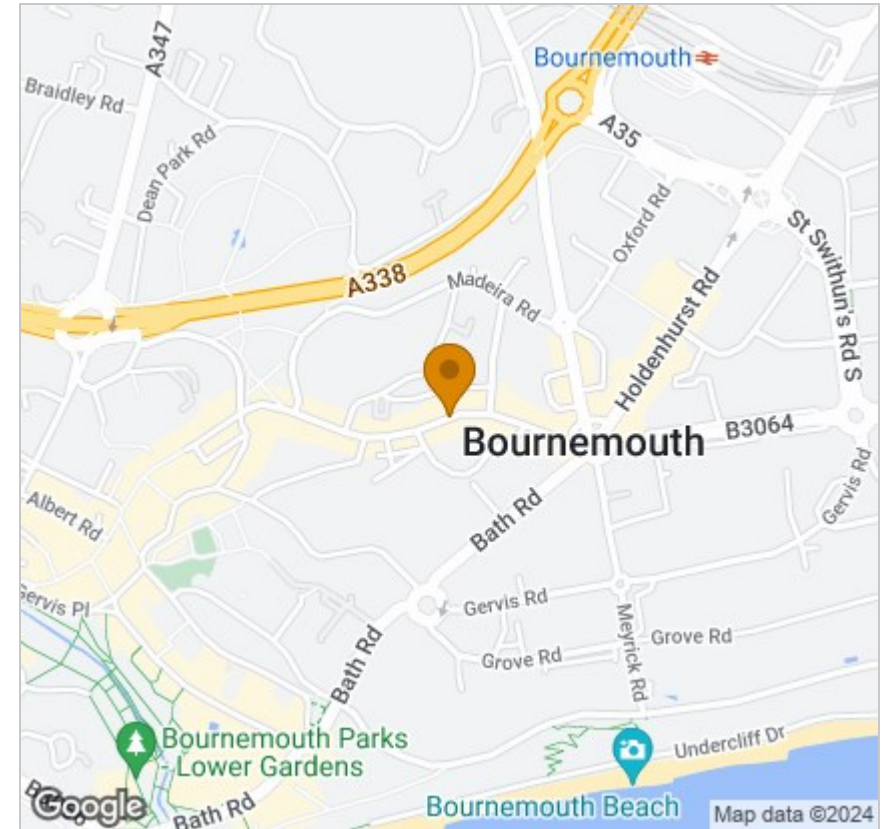 Bournemouth
A347
Braidley Rd
A35
Dean Park Rd
Oxford Rd
St Swithun's Rd S
A338
Madeira Rd
Holdenhurst Rd
Bournemouth
B3064
Albert Rd
Bath Rd
Gervis Rd
Gervis Pl
Gervis Rd
Meyrick Rd
Grove Rd
Grove Rd
Bath Rd
Bournemouth Parks
Lower Gardens
Undercliff Dr
Bournemouth Beach
Google
Bath Rd
Map data ©2024